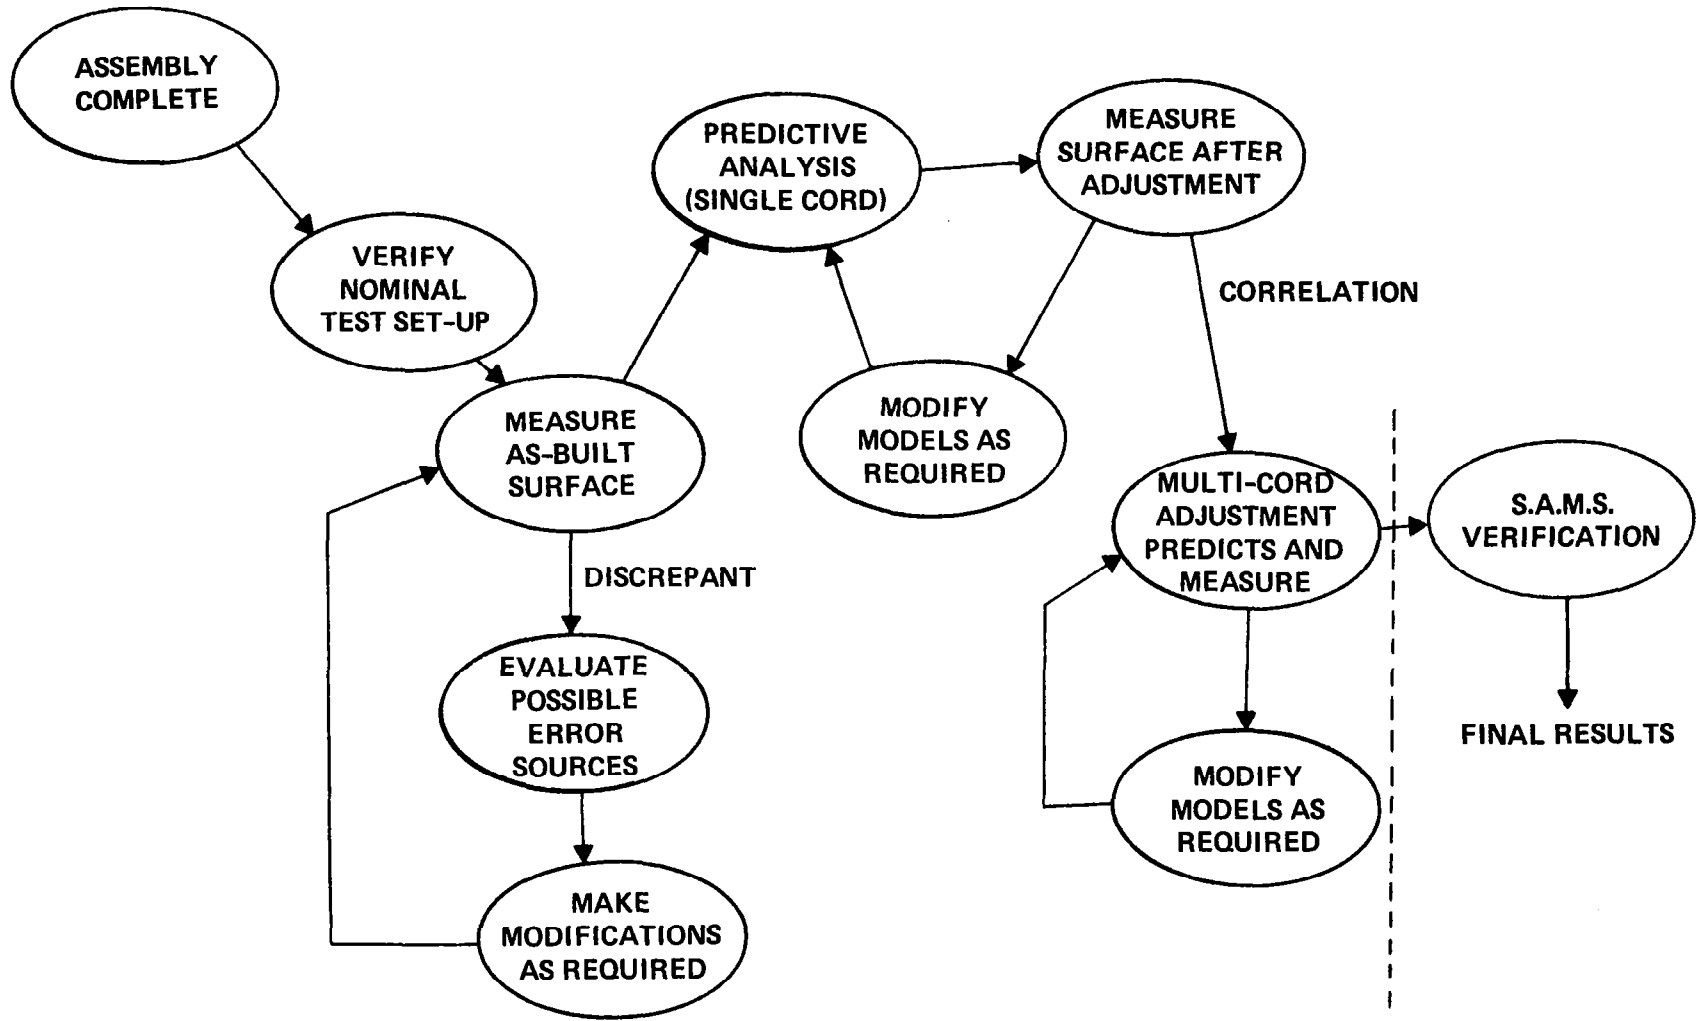 ASSEMBLY
COMPLETE
VERIFY
NOMINAL
TEST SET-UP
MEASURE
AS-BUILT
SURFACE
DISCREPANT
EVALUATE
POSSIBLE
ERROR
SOURCES
MAKE
MODIFICATIONS
AS REQUIRED
PREDICTIVE
ANALYSIS
(SINGLE CORD)
MEASURE
SURFACE AFTER
ADJUSTMENT
MODIFY
MODELS AS
REQUIRED
CORRELATION
MULTI-CORD
ADJUSTMENT
PREDICTS AND
MEASURE
MODIFY
MODELS AS
REQUIRED
S.A.M.S.
VERIFICATION
FINAL RESULTS